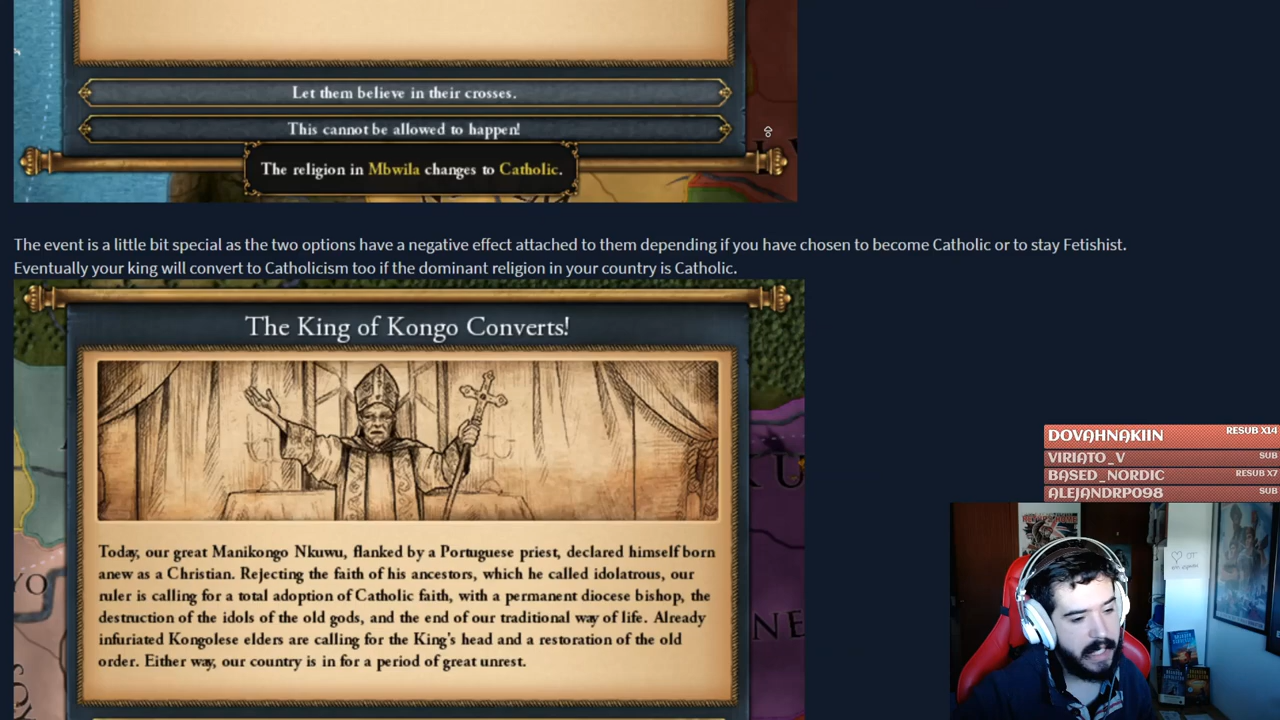 Let them believe in their crosses.
This cannot be allowed to happen!
The religion in Mbwila changes to Catholic.
The event is a little bit special as the two options have a negative effect attached to them depending if you have chosen to become Catholic or to stay Fetishist.
Eventually your king will convert to Catholicism too if the dominant religion in your country is Catholic.
The King of Kongo Converts!
Today, our great Manikongo Nkuwu, flanked by a Portuguese priest, declared himself born
anew as a Christian. Rejecting the faith of his ancestors, which he called idolatrous, our
ruler is calling for a total adoption of Catholic faith, with a permanent diocese bishop, the
destruction of the idols of the old gods, and the end of our traditional way of life. Already
infuriated Kongolese elders are calling for the King's head and a restoration of the old
order. Either way, our country is in for a period of great unrest.
DOVAHNAKIIN RESUB X14
VIRIATO_V SUB
BASED_NORDIC RESUB X7
ALEJANDRP098 SUB